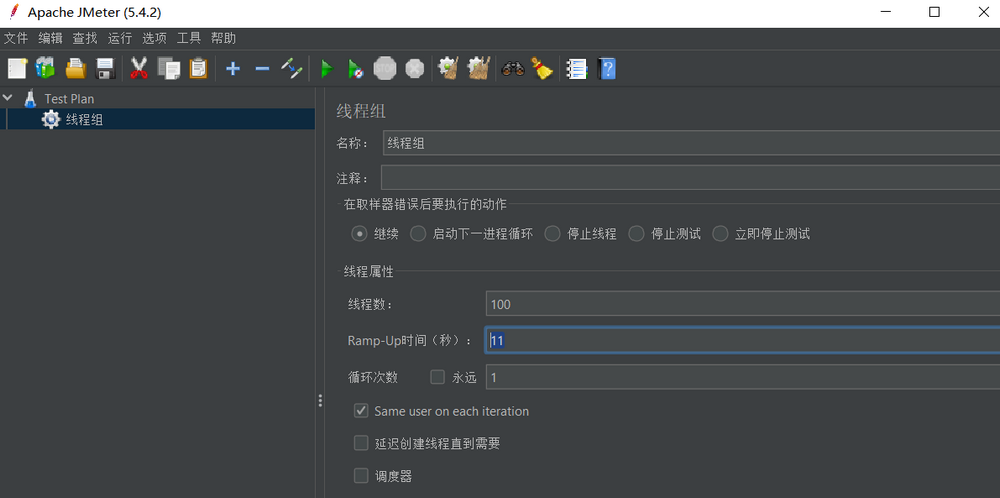 Apache JMeter (5.4.2)
文件 编辑 查找 运行 选项 工具 帮助
Test Plan
线程组
线程组
名称： 线程组
注释：
在取样器错误后要执行的动作
继续 启动下一进程循环 停止线程 停止测试 立即停止测试
线程属性
线程数： 100
Ramp-Up时间（秒）： 11
循环次数 永远 1
Same user on each iteration
延迟创建线程直到需要
调度器